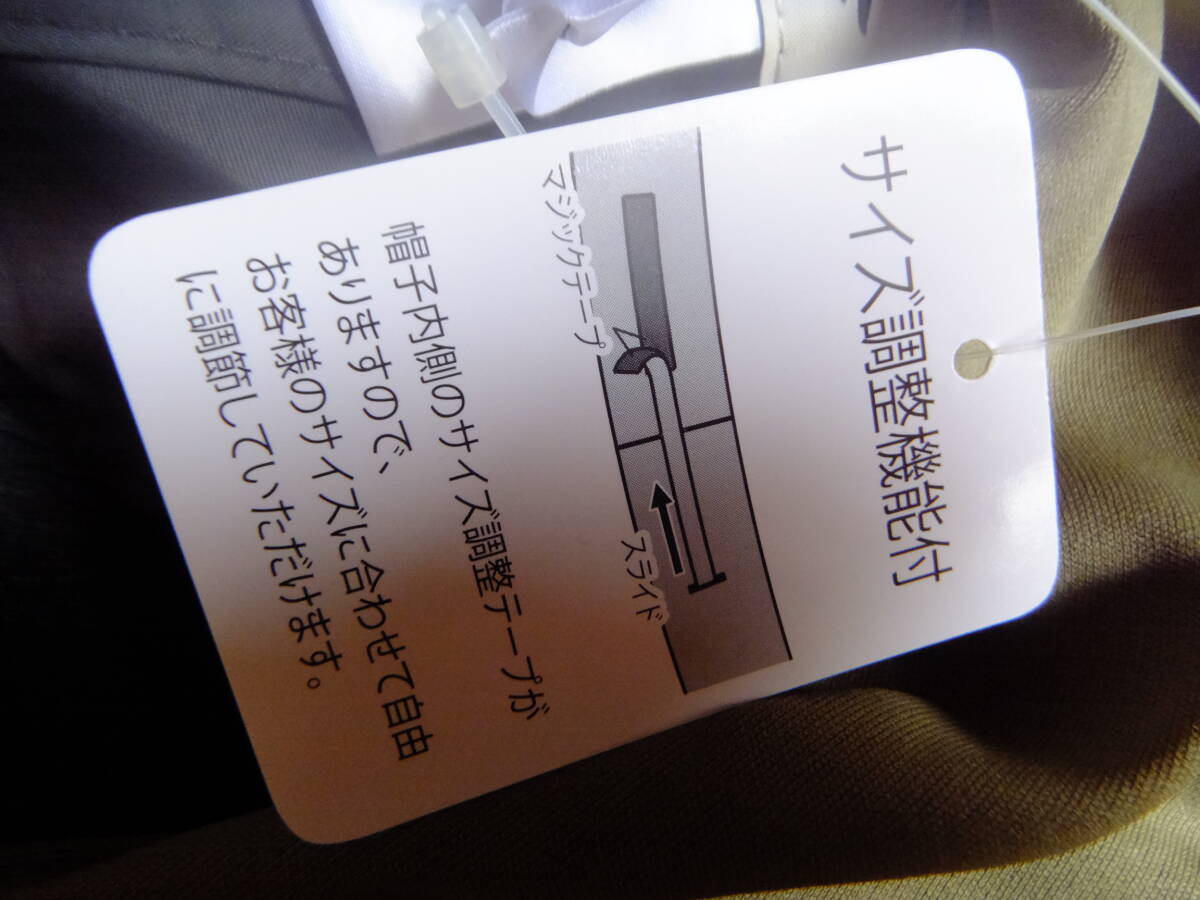 サイズ調整機能付
マジックテープ
スライド
帽子内側のサイズ調整テープが
ありますので、
お客様のサイズに合わせて自由
に調節していただけます。